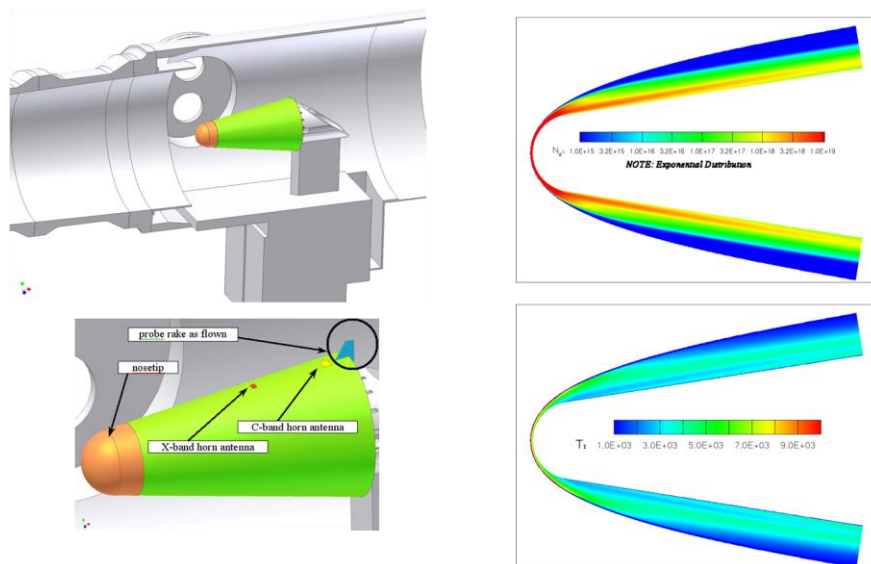 probe rake as flown
nosetip
C-band horn antenna
X-band horn antenna
Ne:
1.0E+15 3.2E+15 1.0E+16 3.2E+16 1.0E+17 3.2E+17 1.0E+18 3.2E+18 1.0E+19
NOTE: Exponential Distribution
T:
1.0E+03 3.0E+03 5.0E+03 7.0E+03 9.0E+03